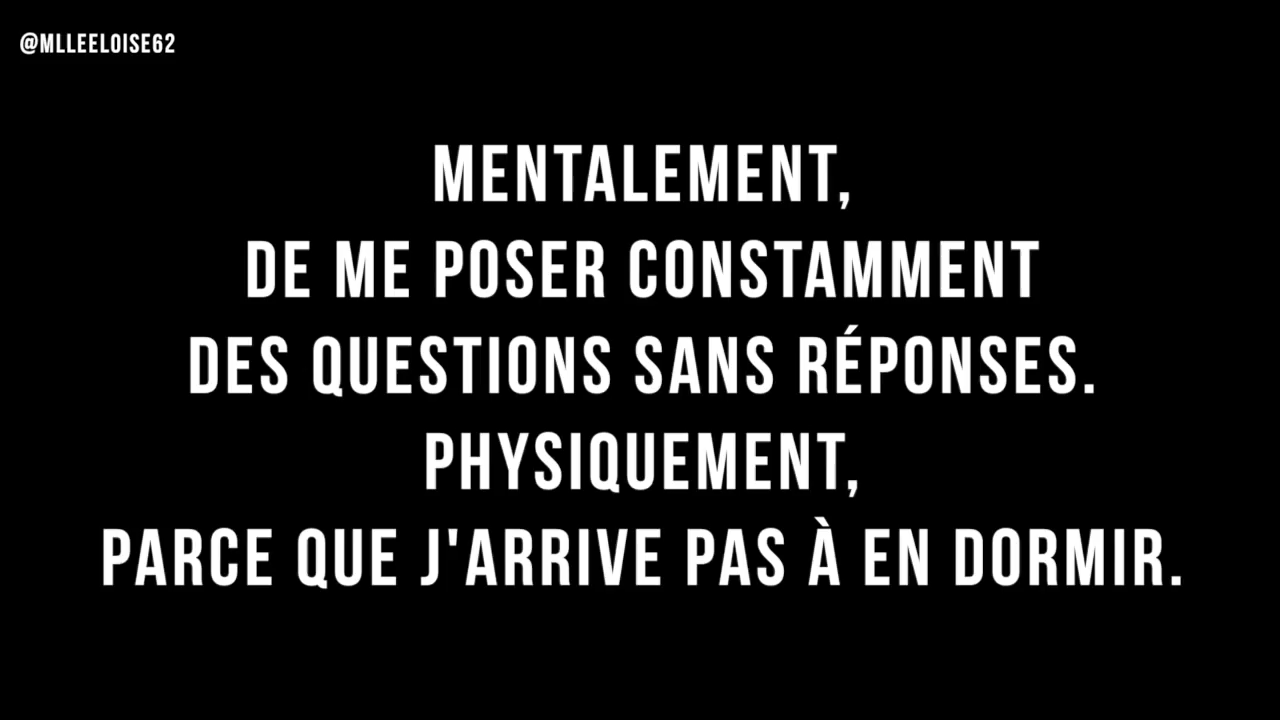 @MLLEELOISE62
MENTALEMENT,
DE ME POSER CONSTAMMENT
DES QUESTIONS SANS RÉPONSES.
PHYSIQUEMENT,
PARCE QUE J'ARRIVE PAS À EN DORMIR.